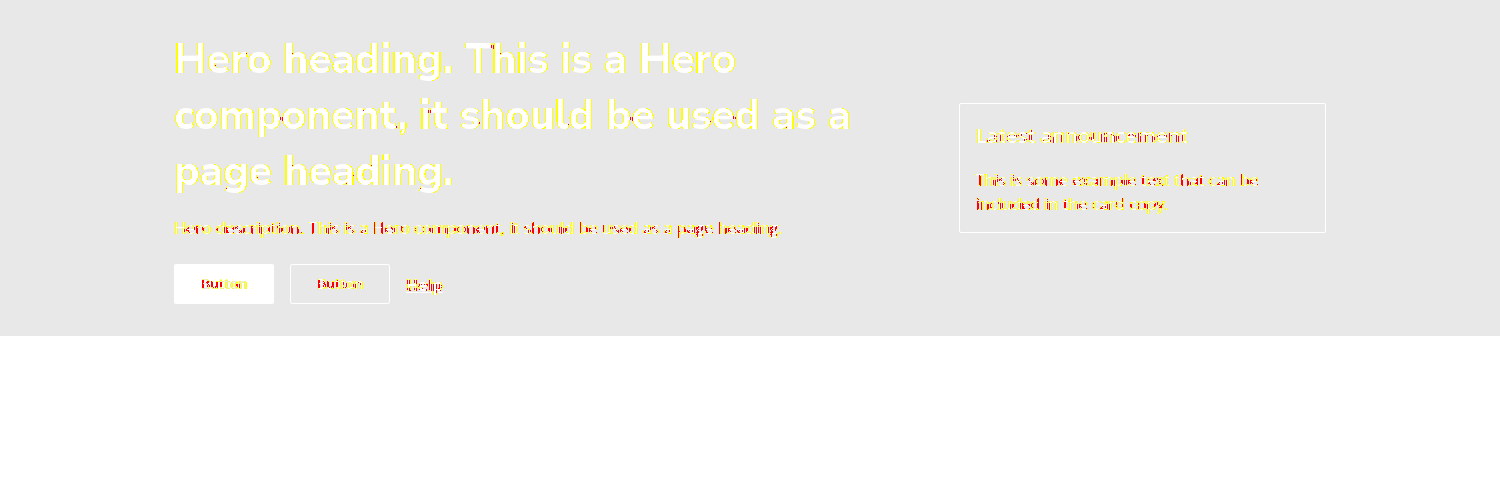 Hero heading. This is a Hero
component, it should be used as a
page heading.
Hero description. This is a Hero component, it should be used as a page heading
Button
Button
Help
Latest announcement
This is some example text that can be
included in the card copy